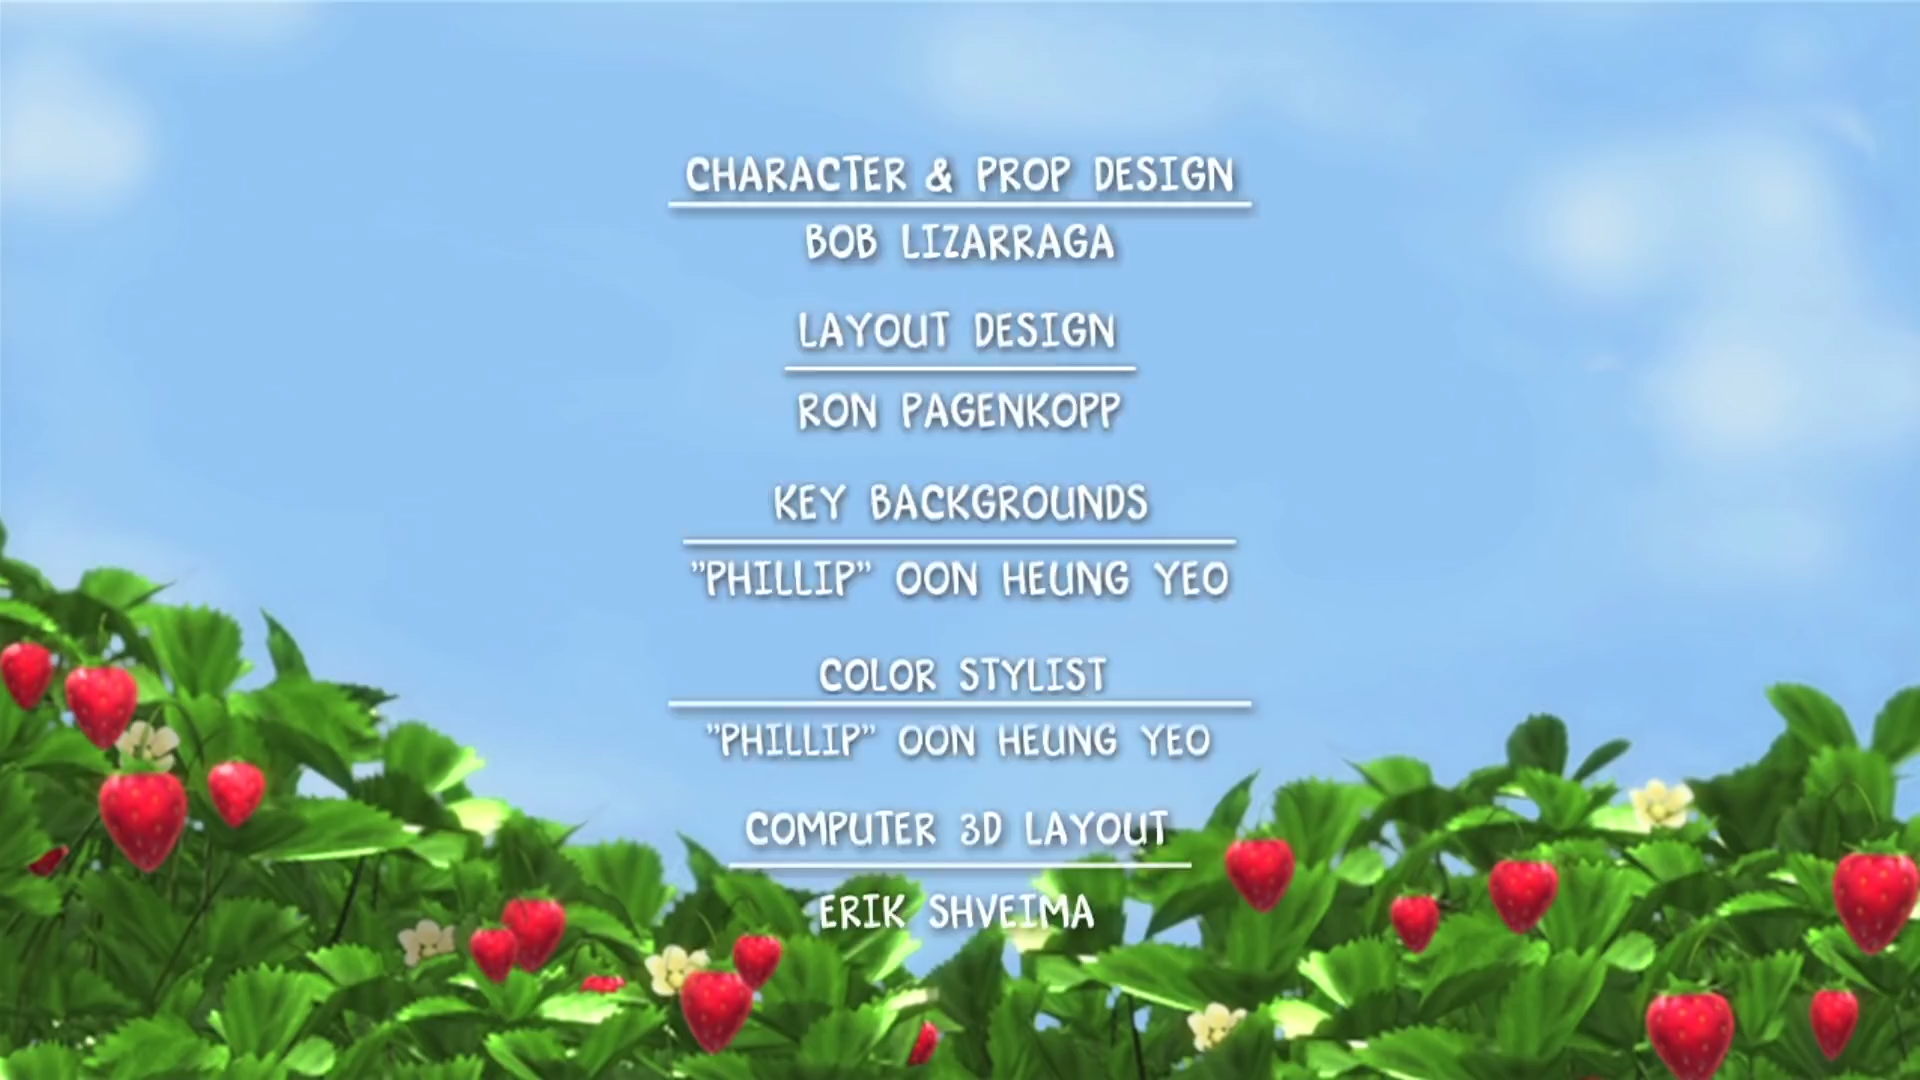 CHARACTER & PROP DESIGN
BOB LIZARRAGA
LAYOUT DESIGN
RON PAGENKOPP
KEY BACKGROUNDS
"PHILLIP" OON HEUNG YEO
COLOR STYLIST
"PHILLIP" OON HEUNG YEO
COMPUTER 3D LAYOUT
ERIK SHVEIMA